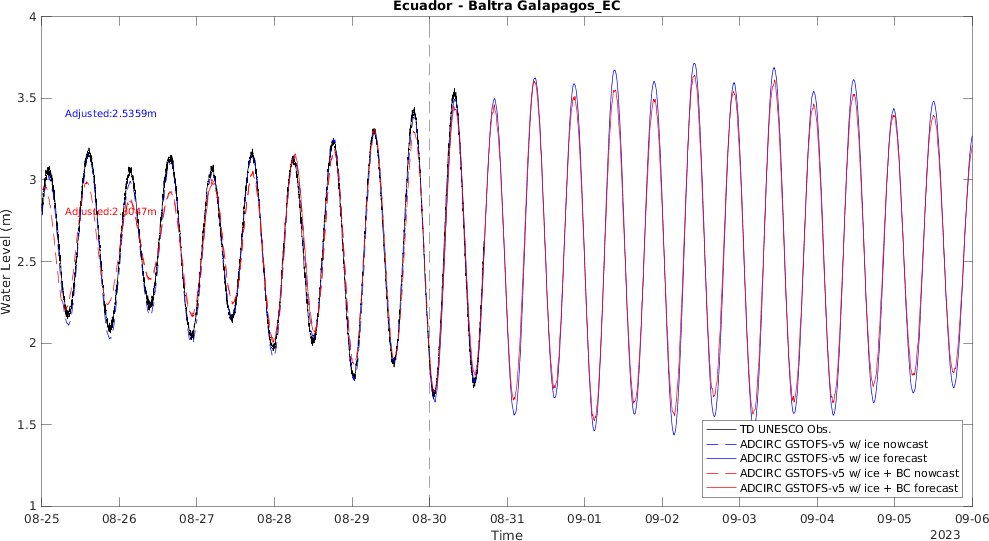 Ecuador - Baltra Galapagos_EC
4
3.5
3
2.5
2
1.5
1
Water Level (m)
Adjusted:2.5359m
TD UNESCO Obs.
ADCIRC GSTOFS-v5 w/ ice nowcast
ADCIRC GSTOFS-v5 w/ ice forecast
ADCIRC GSTOFS-v5 w/ ice + BC nowcast
ADCIRC GSTOFS-v5 w/ ice + BC forecast
08-25 08-26 08-27 08-28 08-29 08-30 08-31 09-01 09-02 09-03 09-04 09-05 09-06
Time
2023